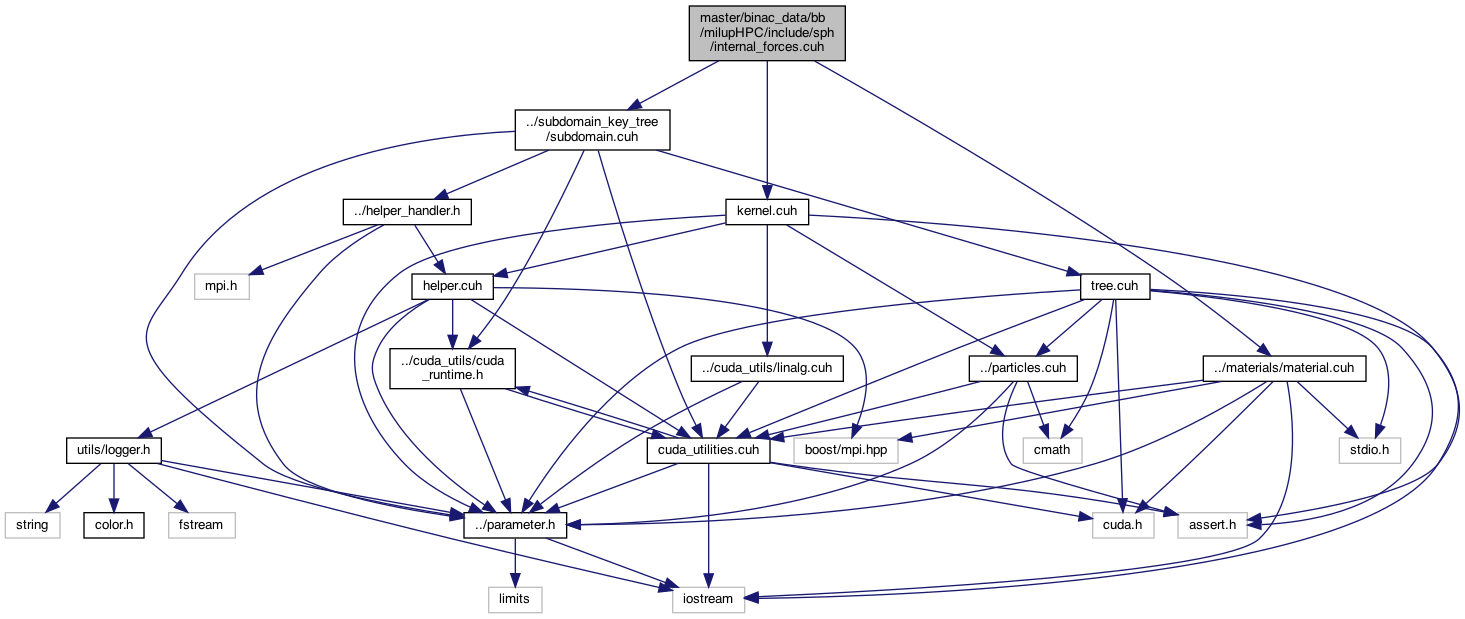 master/binac_data/bb
/milupHPC/include/sph
/internal_forces.cuh
../subdomain_key_tree
/subdomain.cuh
../helper_handler.h
kernel.cuh
mpi.h
helper.cuh
tree.cuh
../cuda_utils/cuda
_runtime.h
../cuda_utils/linalg.cuh
../particles.cuh
../materials/material.cuh
utils/logger.h
cuda_utilities.cuh
boost/mpi.hpp
cmath
stdio.h
string
color.h
fstream
../parameter.h
cuda.h
assert.h
limits
iostream